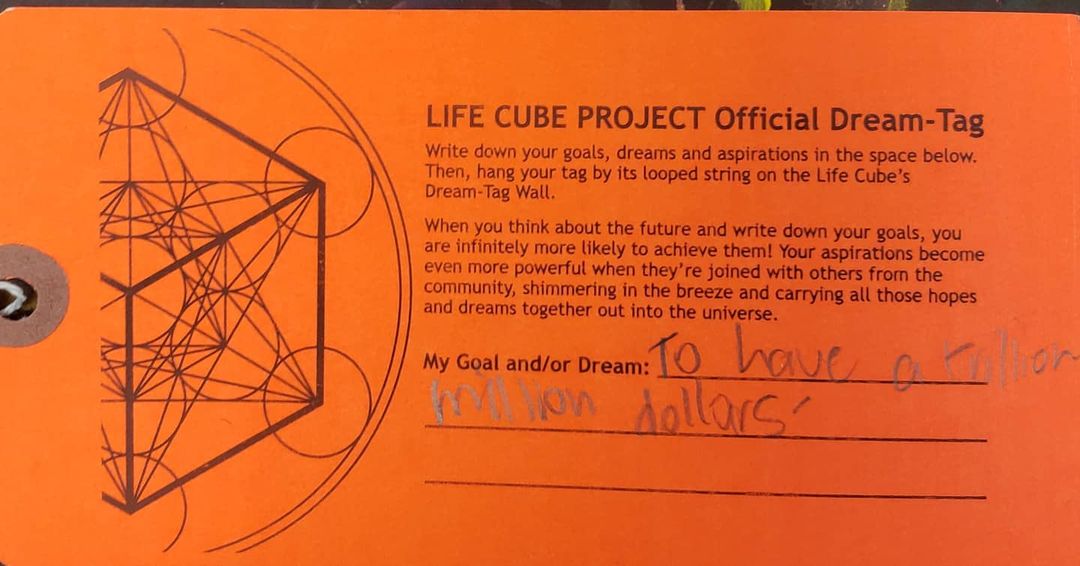 LIFE CUBE PROJECT Official Dream-Tag
Write down your goals, dreams and aspirations in the space below.
Then, hang your tag by its looped string on the Life Cube's
Dream-Tag Wall.
When you think about the future and write down your goals, you
are infinitely more likely to achieve them! Your aspirations become
even more powerful when they're joined with others from the
community, shimmering in the breeze and carrying all those hopes
and dreams together out into the universe.
My Goal and/or Dream: To have a trillion
million dollars